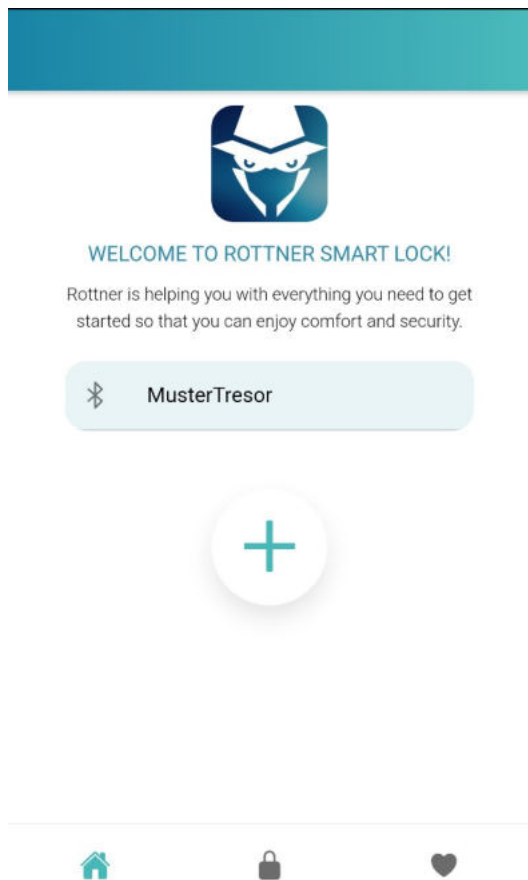 WELCOME TO ROTTNER SMART LOCK!
Rottner is helping you with everything you need to get
started so that you can enjoy comfort and security.
MusterTresor